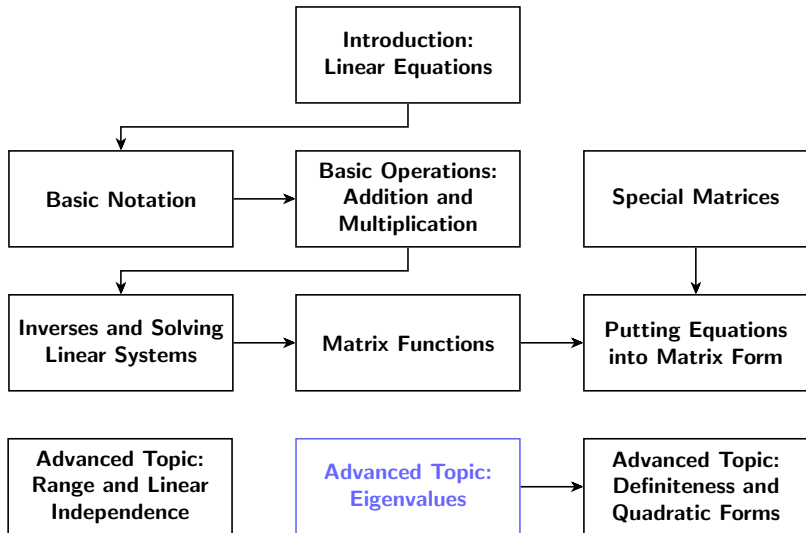 Introduction:
Linear Equations
Basic Notation
Basic Operations:
Addition and
Multiplication
Special Matrices
Inverses and Solving
Linear Systems
Matrix Functions
Putting Equations
into Matrix Form
Advanced Topic:
Range and Linear
Independence
Advanced Topic:
Eigenvalues
Advanced Topic:
Definiteness and
Quadratic Forms